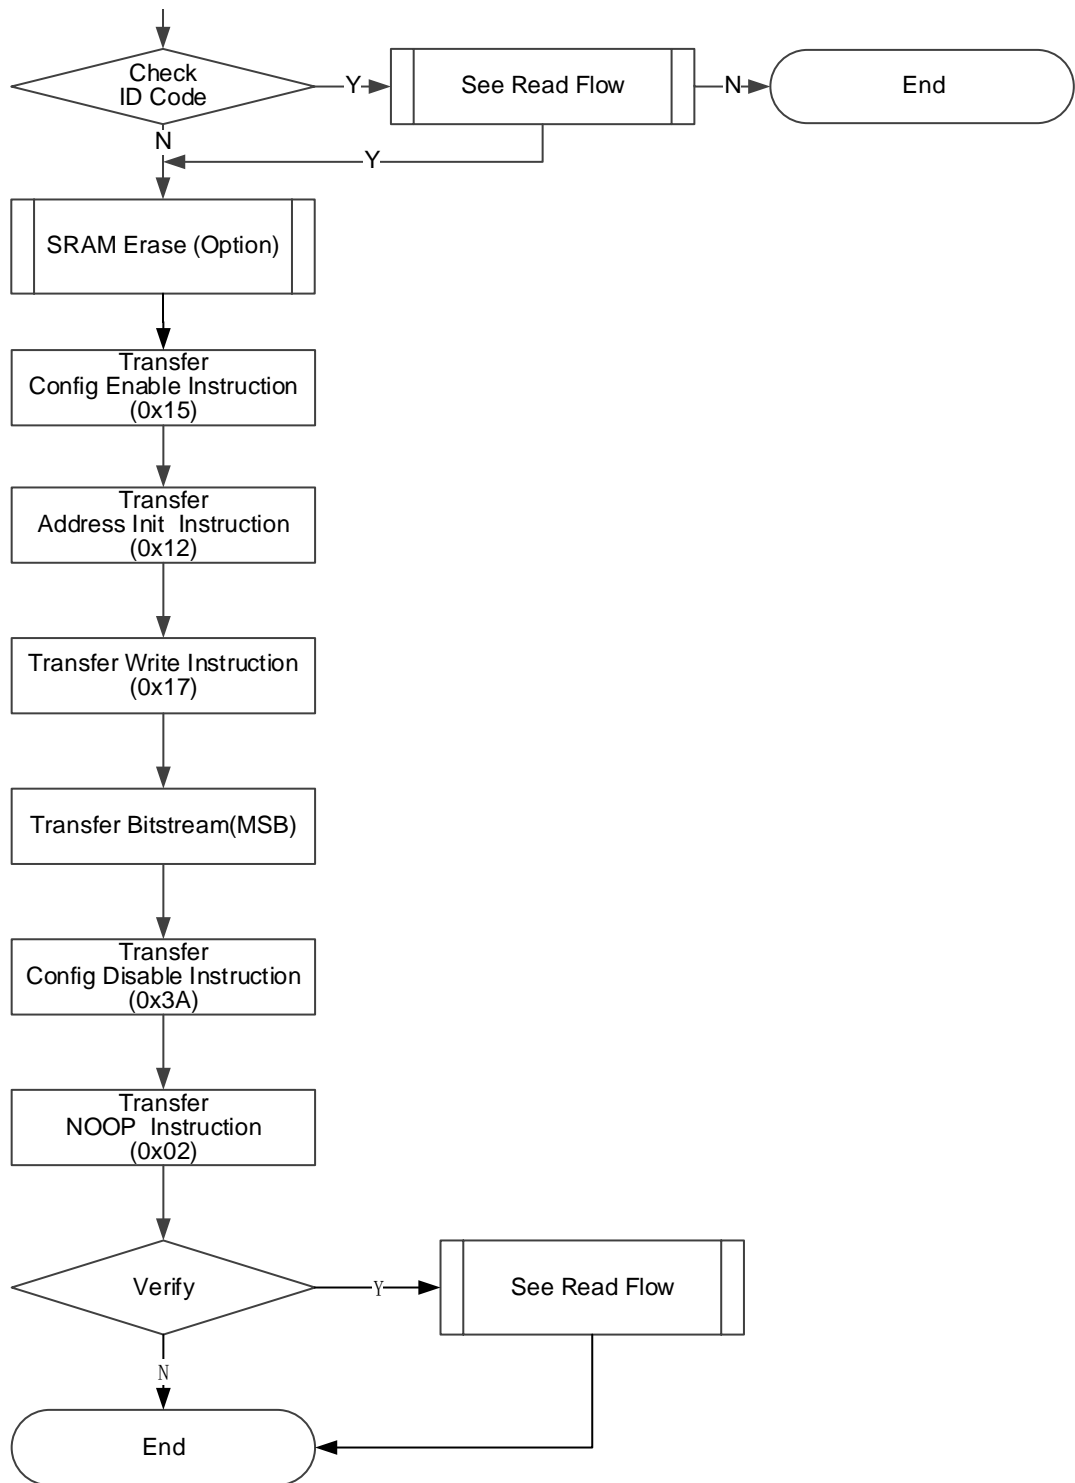 Check
ID Code
Y
See Read Flow
N
End
N
Y
SRAM Erase (Option)
Transfer
Config Enable Instruction
(0x15)
Transfer
Address Init  Instruction
(0x12)
Transfer Write Instruction
(0x17)
Transfer Bitstream(MSB)
Transfer
Config Disable Instruction
(0x3A)
Transfer
NOOP  Instruction
(0x02)
Verify
Y
See Read Flow
N
End